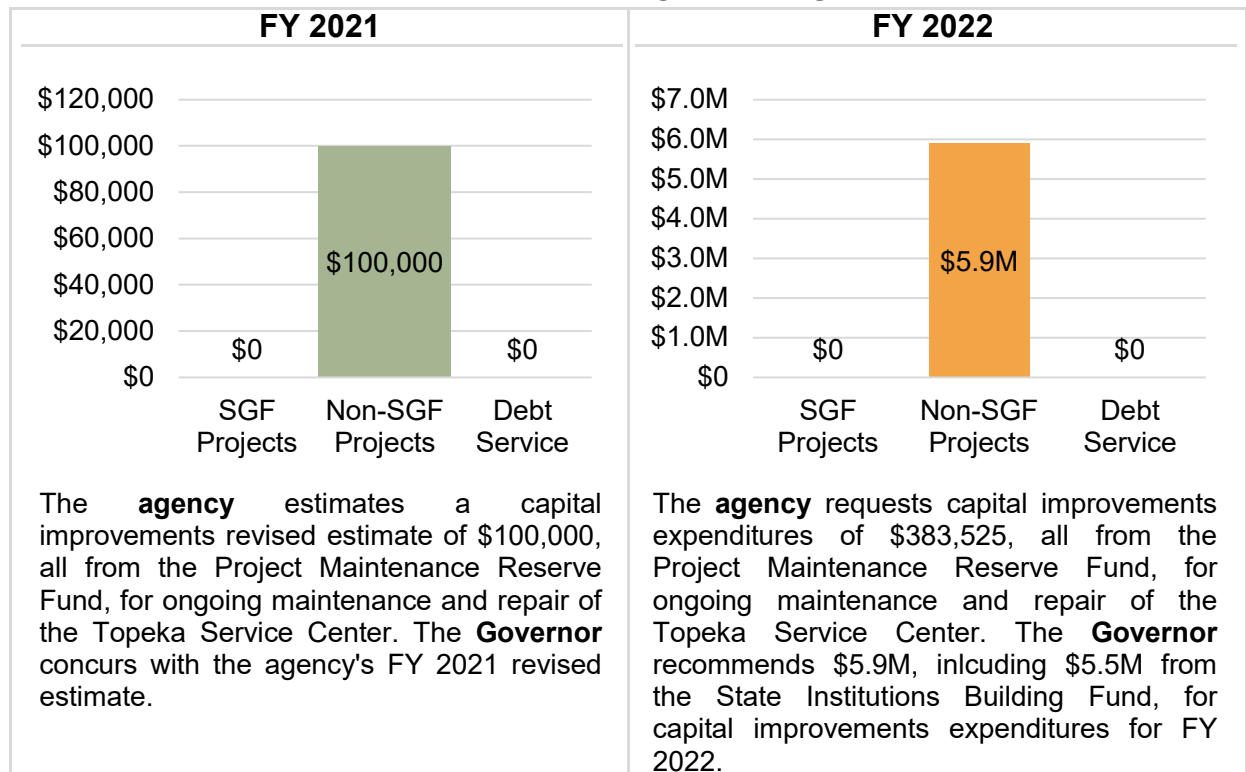 FY 2021
$120,000
$100,000
$80,000
$60,000
$40,000
$20,000
$0
$0
$100,000
$0
SGF Projects
Non-SGF Projects
Debt Service
The agency estimates a capital
improvements revised estimate of $100,000,
all from the Project Maintenance Reserve
Fund, for ongoing maintenance and repair of
the Topeka Service Center. The Governor
concurs with the agency's FY 2021 revised
estimate.
FY 2022
$7.0M
$6.0M
$5.0M
$4.0M
$3.0M
$2.0M
$1.0M
$0
$0
$5.9M
$0
SGF Projects
Non-SGF Projects
Debt Service
The agency requests capital improvements
expenditures of $383,525, all from the
Project Maintenance Reserve Fund, for
ongoing maintenance and repair of the
Topeka Service Center. The Governor
recommends $5.9M, inlcuding $5.5M from
the State Institutions Building Fund, for
capital improvements expenditures for FY
2022.